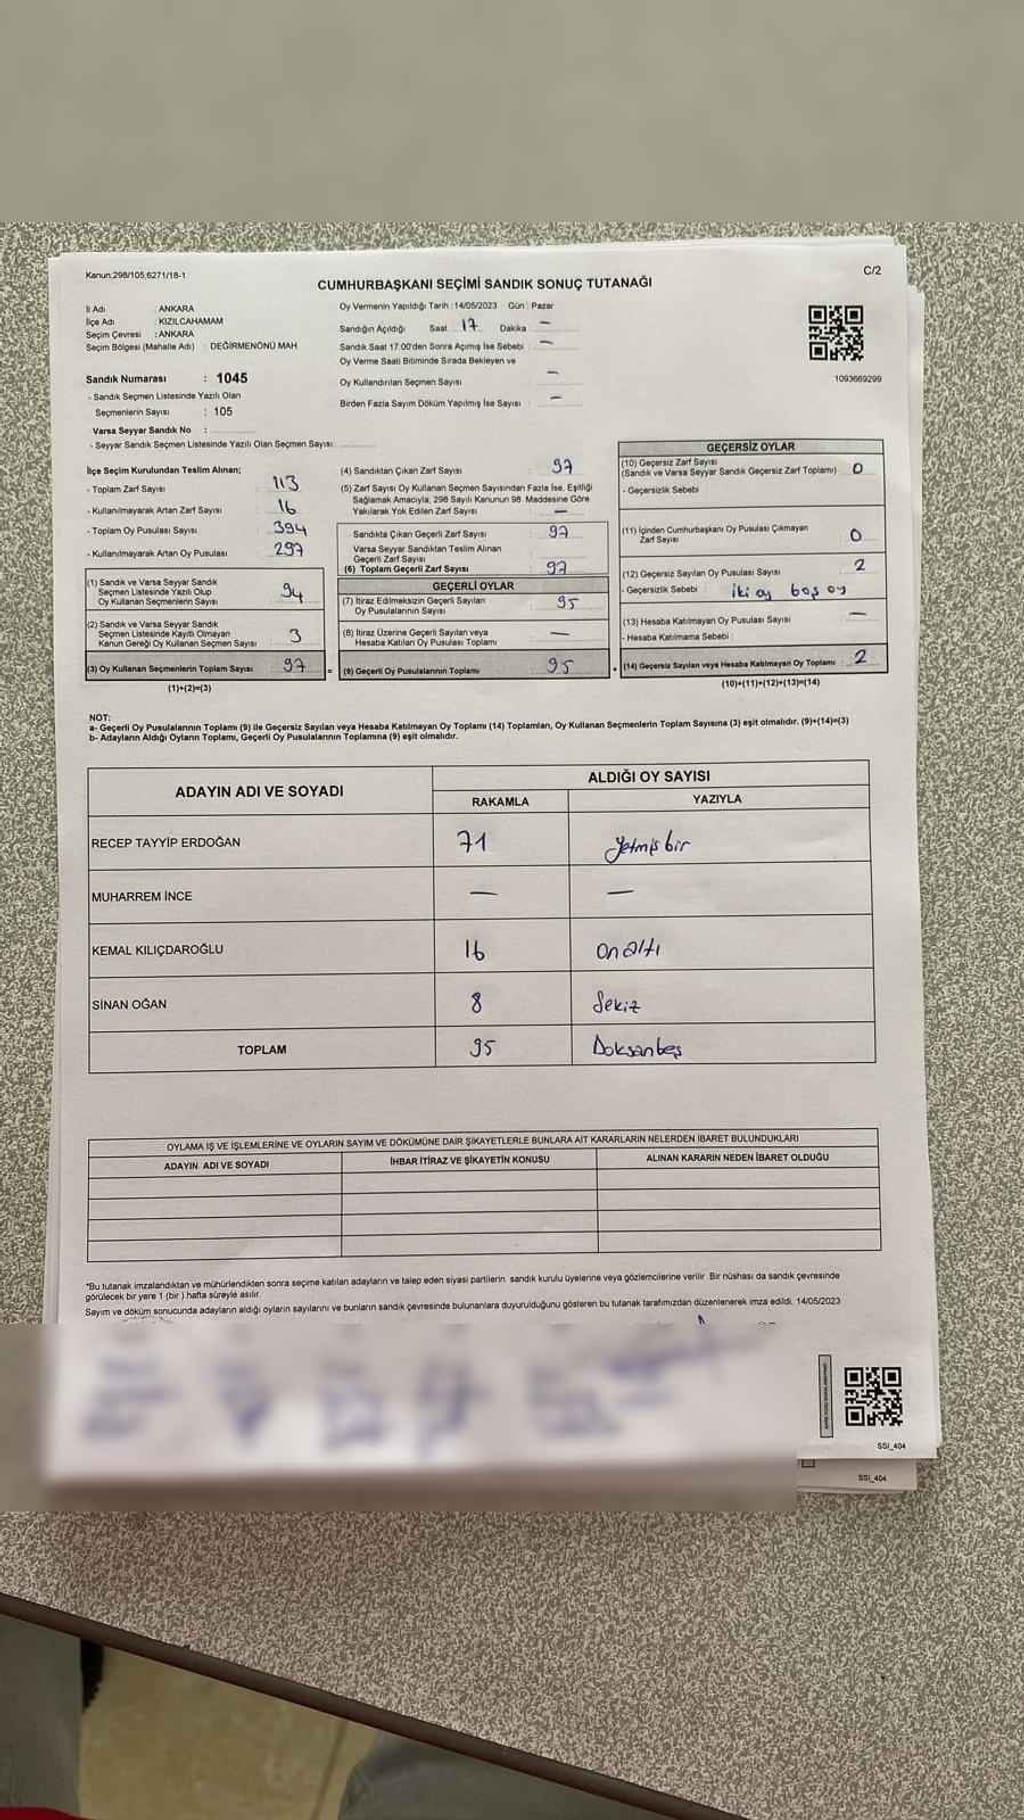 Kanun:298/105,6271/18-1
C/2
CUMHURBAŞKANI SEÇİMİ SANDIK SONUÇ TUTANAĞI
İl Adı : ANKARA
İlçe Adı : KIZILCAHAMAM
Seçim Çevresi : ANKARA
Seçim Bölgesi (Mahalle Adı) DEĞİRMENÖNÜ MAH
Sandık Numarası : 1045
- Sandık Seçmen Listesinde Yazılı Olan
Seçmenlerin Sayısı : 105
Varsa Seyyar Sandık No :
- Seyyar Sandık Seçmen Listesinde Yazılı Olan Seçmen Sayısı:
Oy Vermenin Yapıldığı Tarih : 14/05/2023 Gün : Pazar
Sandığın Açıldığı Saat 17 Dakika —
Sandık Saat 17.00'den Sonra Açımış İse Sebebi —
Oy Verme Saati Bitiminde Sırada Bekleyen ve
Oy Kullandırılan Seçmen Sayısı —
Birden Fazla Sayım Döküm Yapılmış İse Sayısı —
1093669299
İlçe Seçim Kurulundan Teslim Alınan;
- Toplam Zarf Sayısı 113
- Kullanılmayarak Artan Zarf Sayısı 16
- Toplam Oy Pusulası Sayısı 394
- Kullanılmayarak Artan Oy Pusulası 297
(1) Sandık ve Varsa Seyyar Sandık
Seçmen Listesinde Yazılı Olup
Oy Kullanan Seçmenlerin Sayısı 94
(2) Sandık ve Varsa Seyyar Sandık
Seçmen Listesinde Kayıtlı Olmayan
Kanun Gereği Oy Kullanan Seçmen Sayısı 3
(3) Oy Kullanan Seçmenlerin Toplam Sayısı 97 =
(1)+(2)=(3)
(4) Sandıktan Çıkan Zarf Sayısı 97
(5) Zarf Sayısı Oy Kullanan Seçmen Sayısından Fazla İse, Eşitliği
Sağlamak Amacıyla, 298 Sayılı Kanunun 98. Maddesine Göre
Yakılarak Yok Edilen Zarf Sayısı —
Sandıkta Çıkan Geçerli Zarf Sayısı 97
Varsa Seyyar Sandıktan Teslim Alınan
Geçerli Zarf Sayısı
(6) Toplam Geçerli Zarf Sayısı 97
GEÇERLİ OYLAR
(7) İtiraz Edilmeksizin Geçerli Sayılan
Oy Pusulalarının Sayısı 95
(8) İtiraz Üzerine Geçerli Sayılan veya
Hesaba Katılan Oy Pusulası Toplamı —
(9) Geçerli Oy Pusulalarının Toplamı 95 +
GEÇERSİZ OYLAR
(10) Geçersiz Zarf Sayısı
(Sandık ve Varsa Seyyar Sandık Geçersiz Zarf Toplamı) 0
- Geçersizlik Sebebi
(11) İçinden Cumhurbaşkanı Oy Pusulası Çıkmayan
Zarf Sayısı 0
(12) Geçersiz Sayılan Oy Pusulası Sayısı 2
- Geçersizlik Sebebi iki oy boş oy
(13) Hesaba Katılmayan Oy Pusulası Sayısı —
- Hesaba Katılmama Sebebi
(14) Geçersiz Sayılan veya Hesaba Katılmayan Oy Toplamı 2
(10)+(11)+(12)+(13)=(14)
NOT:
a- Geçerli Oy Pusulalarının Toplamı (9) ile Geçersiz Sayılan veya Hesaba Katılmayan Oy Toplamı (14) Toplamları, Oy Kullanan Seçmenlerin Toplam Sayısına (3) eşit olmalıdır. (9)+(14)=(3)
b- Adayların Aldığı Oyların Toplamı, Geçerli Oy Pusulalarının Toplamına (9) eşit olmalıdır.
ADAYIN ADI VE SOYADI
ALDIĞI OY SAYISI
RAKAMLA YAZIYLA
RECEP TAYYİP ERDOĞAN 71 yetmişbir
MUHARREM İNCE — —
KEMAL KILIÇDAROĞLU 16 onaltı
SİNAN OĞAN 8 Sekiz
TOPLAM 95 Doksanbeş
OYLAMA İŞ VE İŞLEMLERİNE VE OYLARIN SAYIM VE DÖKÜMÜNE DAİR ŞİKAYETLERLE BUNLARA AİT KARARLARIN NELERDEN İBARET BULUNDUKLARI
ADAYIN ADI VE SOYADI İHBAR İTİRAZ VE ŞİKAYETİN KONUSU ALINAN KARARIN NEDEN İBARET OLDUĞU
*Bu tutanak imzalandıktan ve mühürlendikten sonra seçime katılan adayların ve talep eden siyasi partilerin, sandık kurulu üyelerine veya gözlemcilerine verilir. Bir nüshası da sandık çevresinde
görülecek bir yere 1 (bir ) hafta süreyle asılır.
Sayım ve döküm sonucunda adayların aldığı oyların sayılarını ve bunların sandık çevresinde bulunanlara duyurulduğunu gösteren bu tutanak tarafımızdan düzenlenerek imza edildi. 14/05/2023
SSI_404
SSI_404